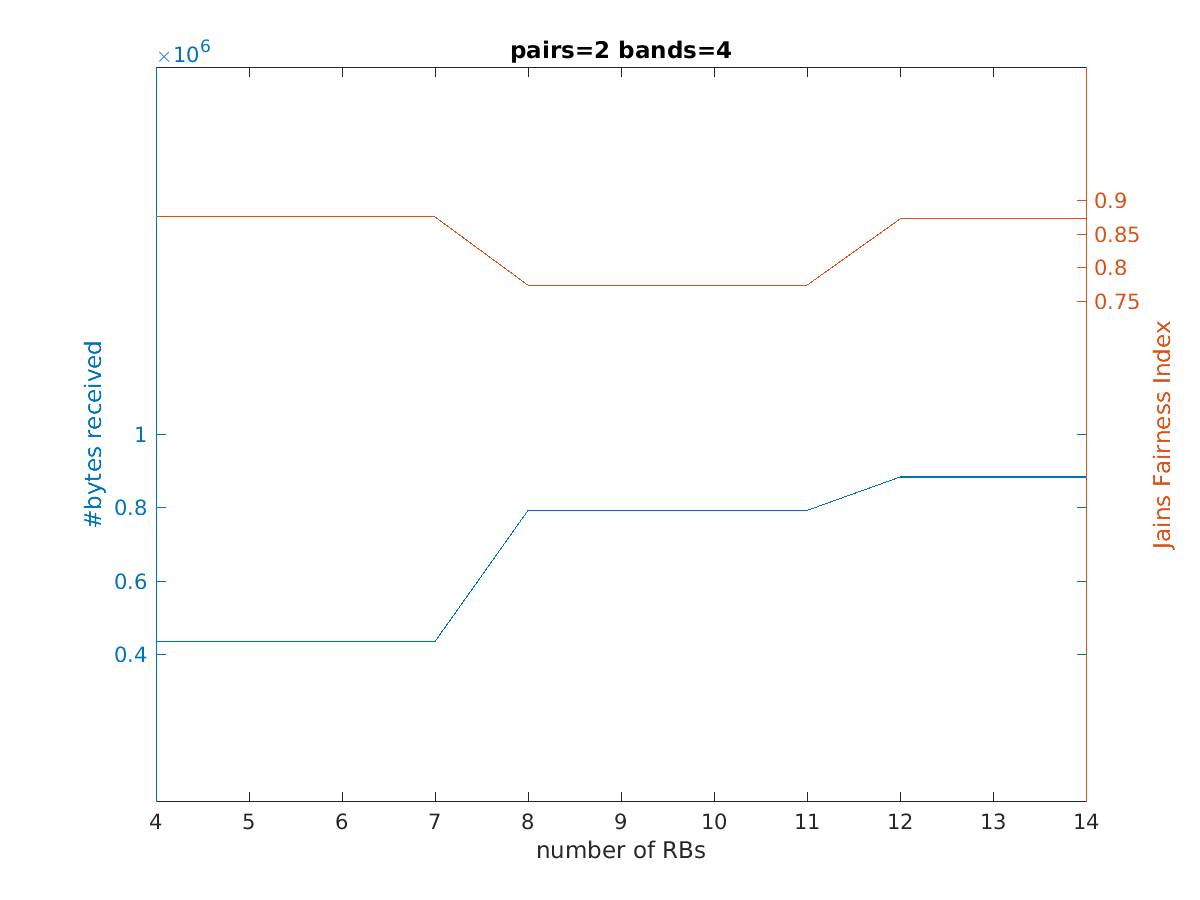 pairs=2 bands=4
×10⁶
#bytes received
1
0.8
0.6
0.4
0.9
0.85
0.8
0.75
Jains Fairness Index
4 5 6 7 8 9 10 11 12 13 14
number of RBs